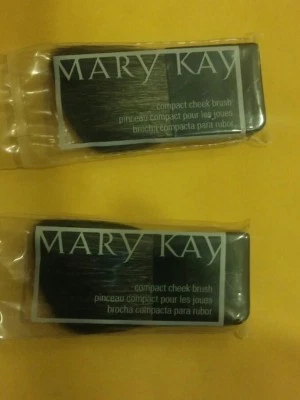 MARY KAY
compact cheek brush
pinceau compact pour les joues
brocha compacta para rubor
MARY KAY
compact cheek brush
pinceau compact pour les joues
brocha compacta para rubor